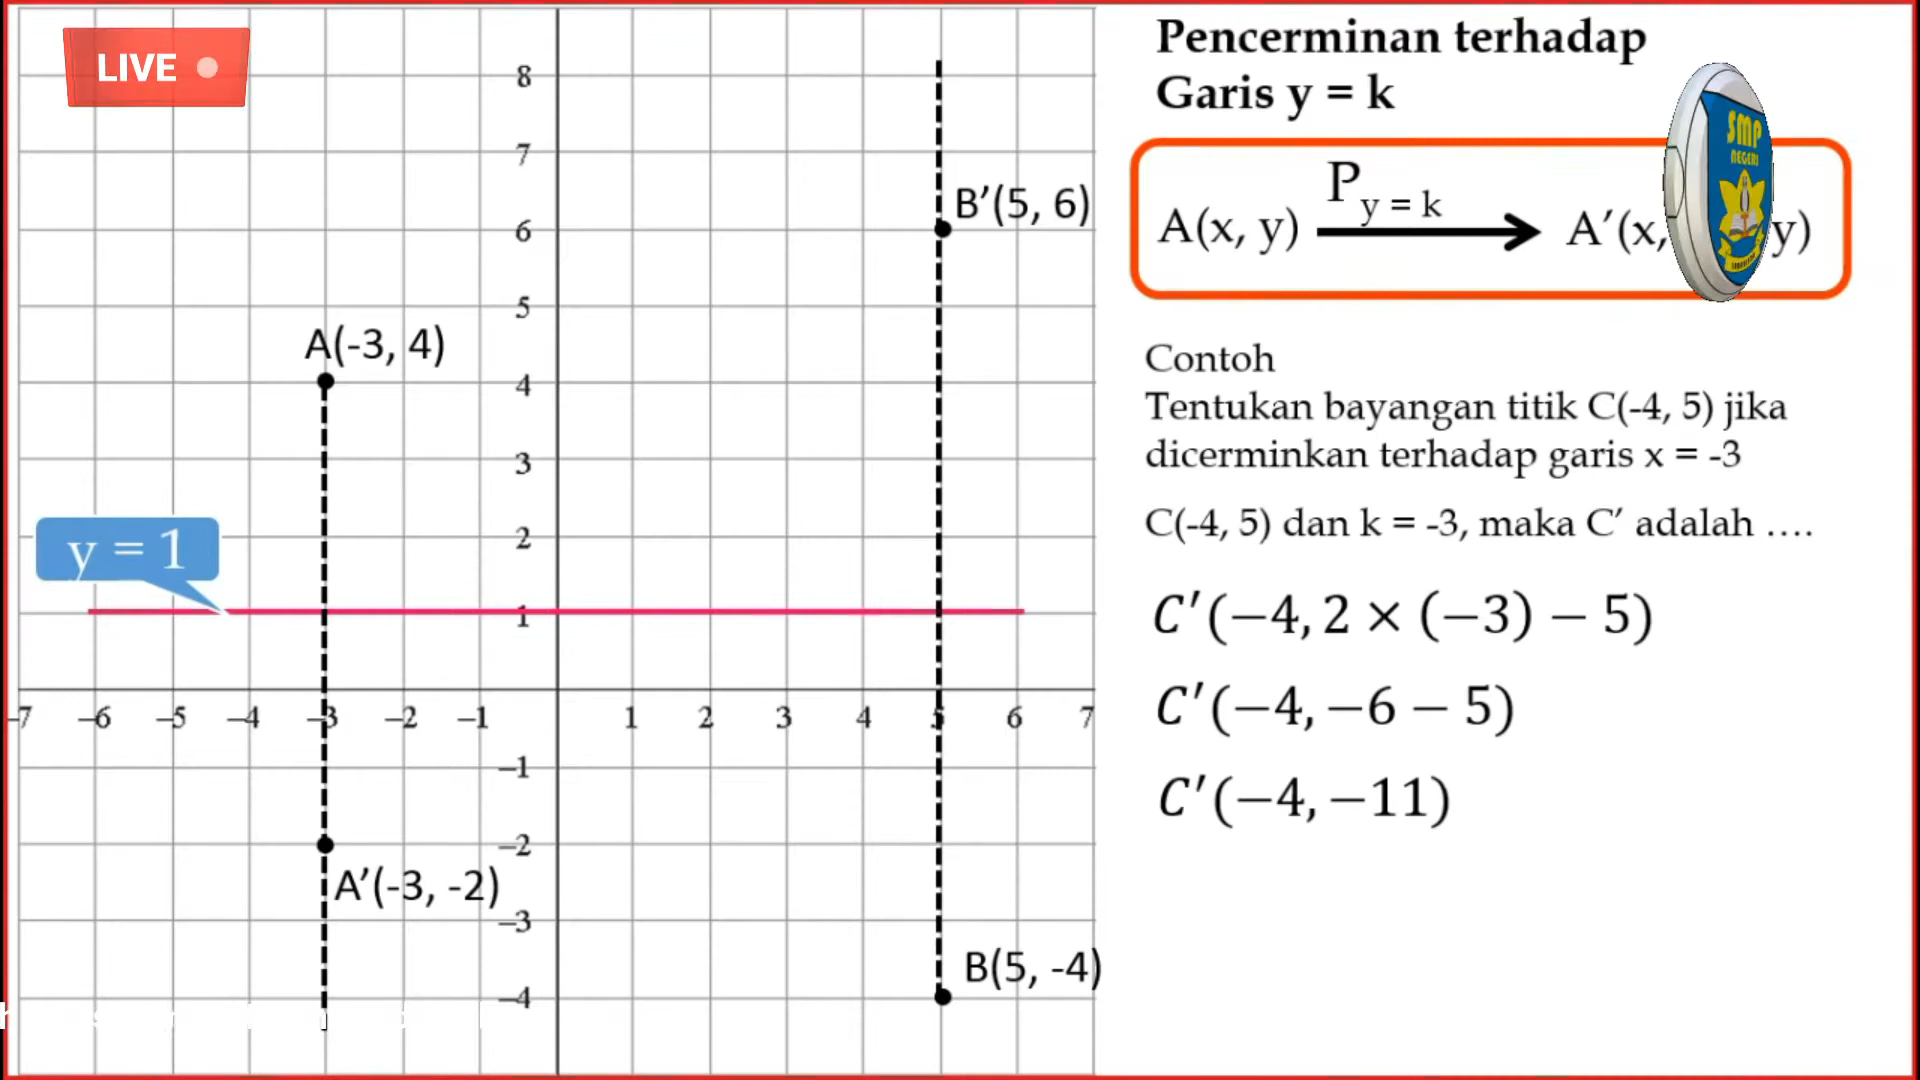 LIVE
Pencerminan terhadap
Garis y = k
SMP
NEGERI
A(x, y) P y = k A′(x, y)
Contoh
Tentukan bayangan titik C(-4, 5) jika
dicerminkan terhadap garis x = -3
C(-4, 5) dan k = -3, maka C′ adalah ....
C′(−4, 2 × (−3) − 5)
C′(−4, −6 − 5)
C′(−4, −11)
8
7
B′(5, 6)
6
5
A(-3, 4)
4
3
2
y = 1
1
−7 −6 −5 −4 −3 −2 −1 1 2 3 4 5 6 7
−1
−2
A′(-3, -2)
−3
B(5, -4)
−4